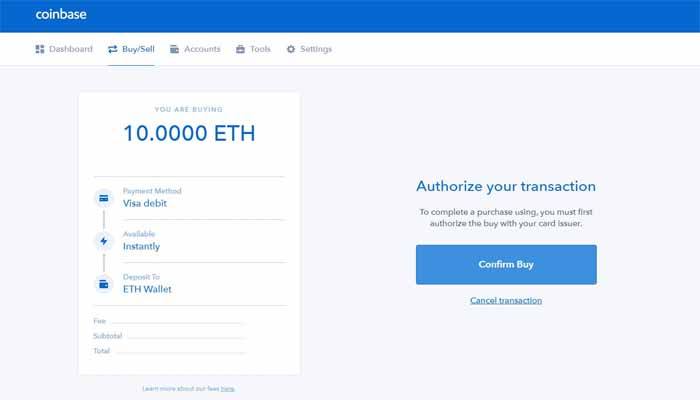 coinbase
Dashboard Buy/Sell Accounts Tools Settings
YOU ARE BUYING
10.0000 ETH
Payment Method
Visa debit
Available
Instantly
Deposit To
ETH Wallet
Fee
Subtotal
Total
Learn more about our fees here.
Authorize your transaction
To complete a purchase using, you must first
authorize the buy with your card issuer.
Confirm Buy
Cancel transaction